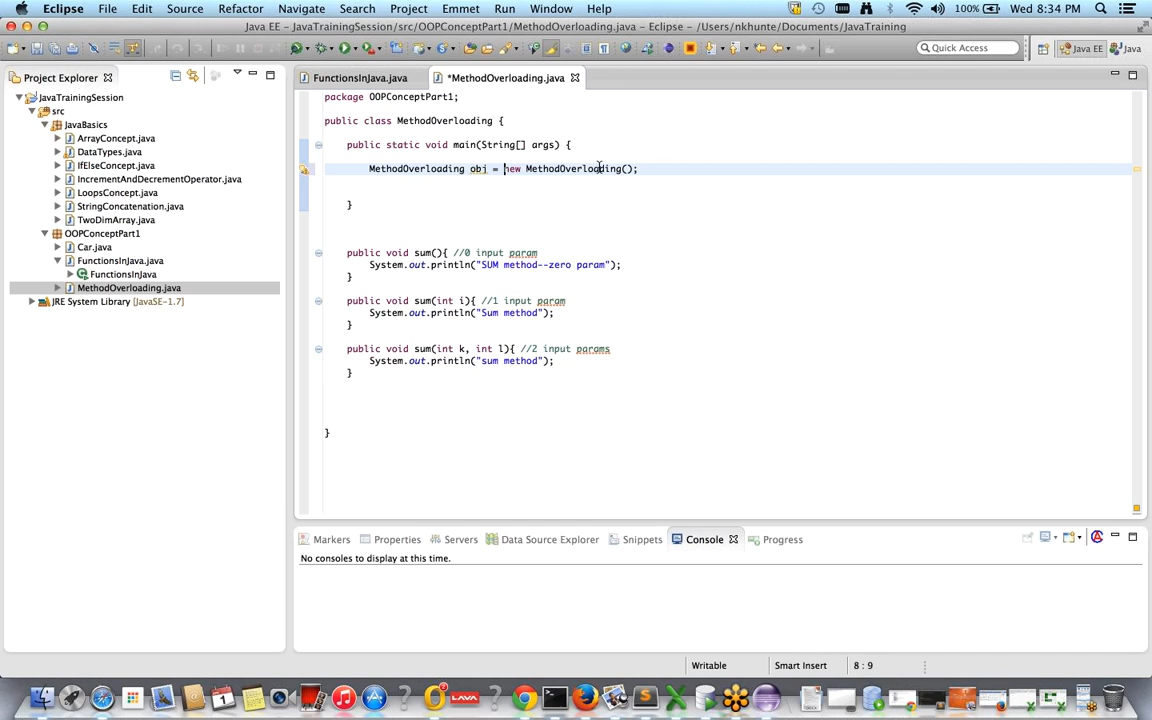 Eclipse File Edit Source Refactor Navigate Search Project Emmet Run Window Help 100% Wed 8:34 PM
JavaTrainingSession/src/OOPConceptPart1/MethodOverloading.java - Eclipse - /Users/nkhunte/Documents/JavaTraining
Quick Access Java EE Java
Project Explorer
JavaTrainingSession
src
JavaBasics
ArrayConcept.java
DataTypes.java
IfElseConcept.java
IncrementAndDecrementOperator.java
LoopsConcept.java
StringConcatenation.java
TwoDimArray.java
OOPConceptPart1
Car.java
FunctionsInJava.java
FunctionsInJava
MethodOverloading.java
JRE System Library [JavaSE-1.7]
FunctionsInJava.java *MethodOverloading.java
package OOPConceptPart1;
public class MethodOverloading {
public static void main(String[] args) {
MethodOverloading obj = new MethodOverloading();
}
public void sum(){ //0 input param
System.out.println("SUM method--zero param");
}
public void sum(int i){ //1 input param
System.out.println("Sum method");
}
public void sum(int k, int l){ //2 input params
System.out.println("sum method");
}
}
Markers Properties Servers Data Source Explorer Snippets Console Progress
No consoles to display at this time.
Writable Smart Insert 8 : 9
LAVA